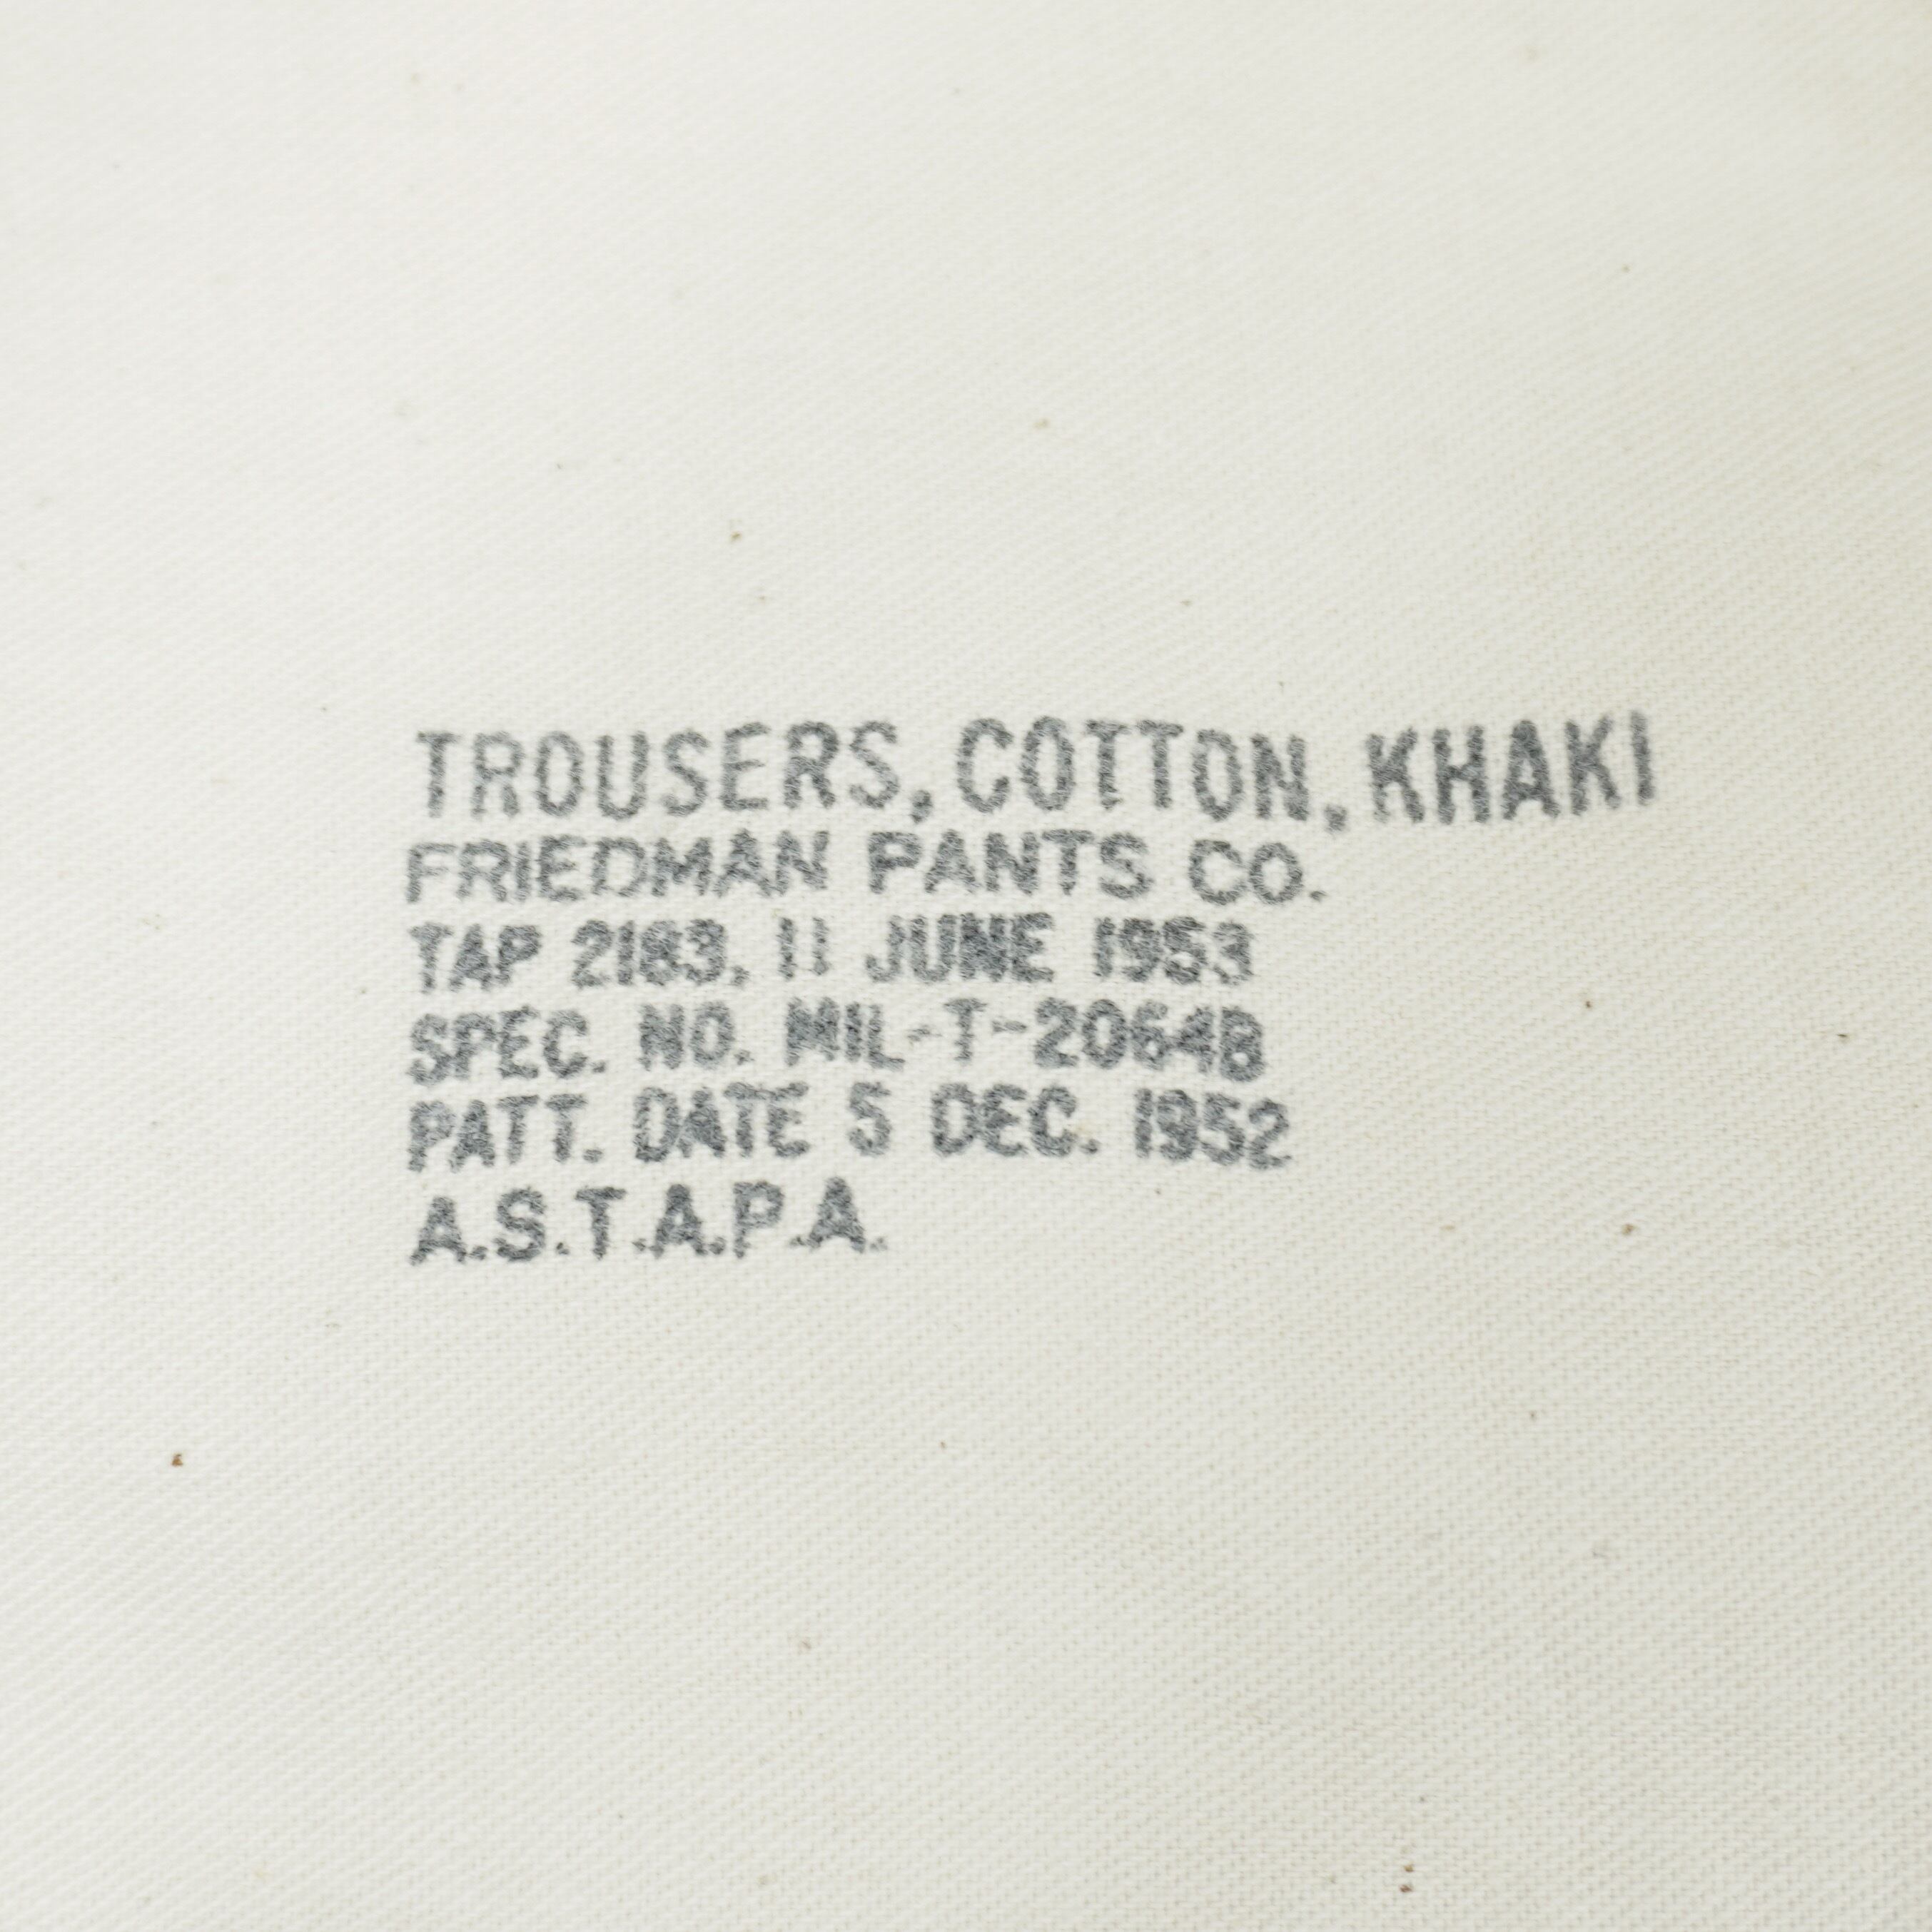 TROUSERS, COTTON, KHAKI
FRIEDMAN PANTS CO.
TAP 2183, 11 JUNE 1953
SPEC. NO. MIL-T-2064B
PATT. DATE 5 DEC. 1952
A.S.T.A.P.A.